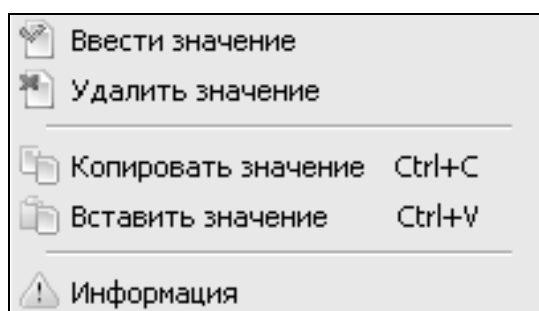 Ввести значение
Удалить значение
Копировать значение Ctrl+C
Вставить значение Ctrl+V
Информация